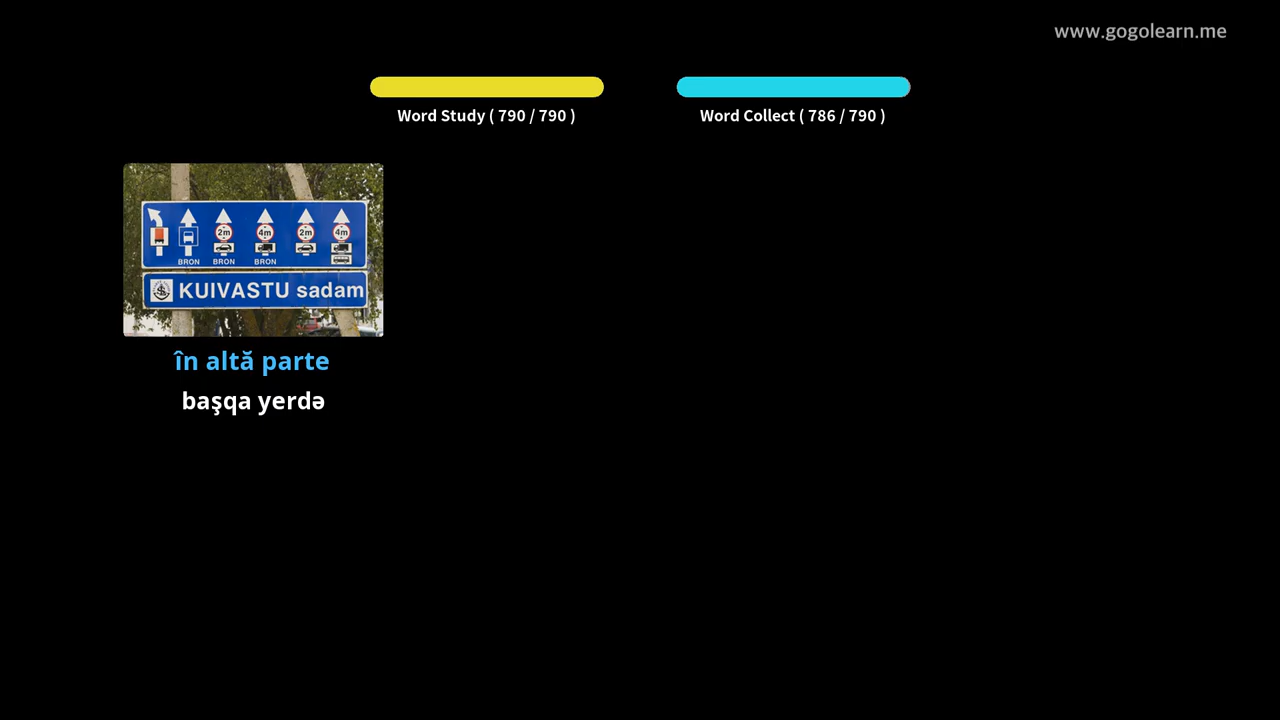 www.gogolearn.me
Word Study ( 790 / 790 )
Word Collect ( 786 / 790 )
2m 4m 2m 4m
BRON BRON BRON
KUIVASTU sadam
în altă parte
başqa yerdə